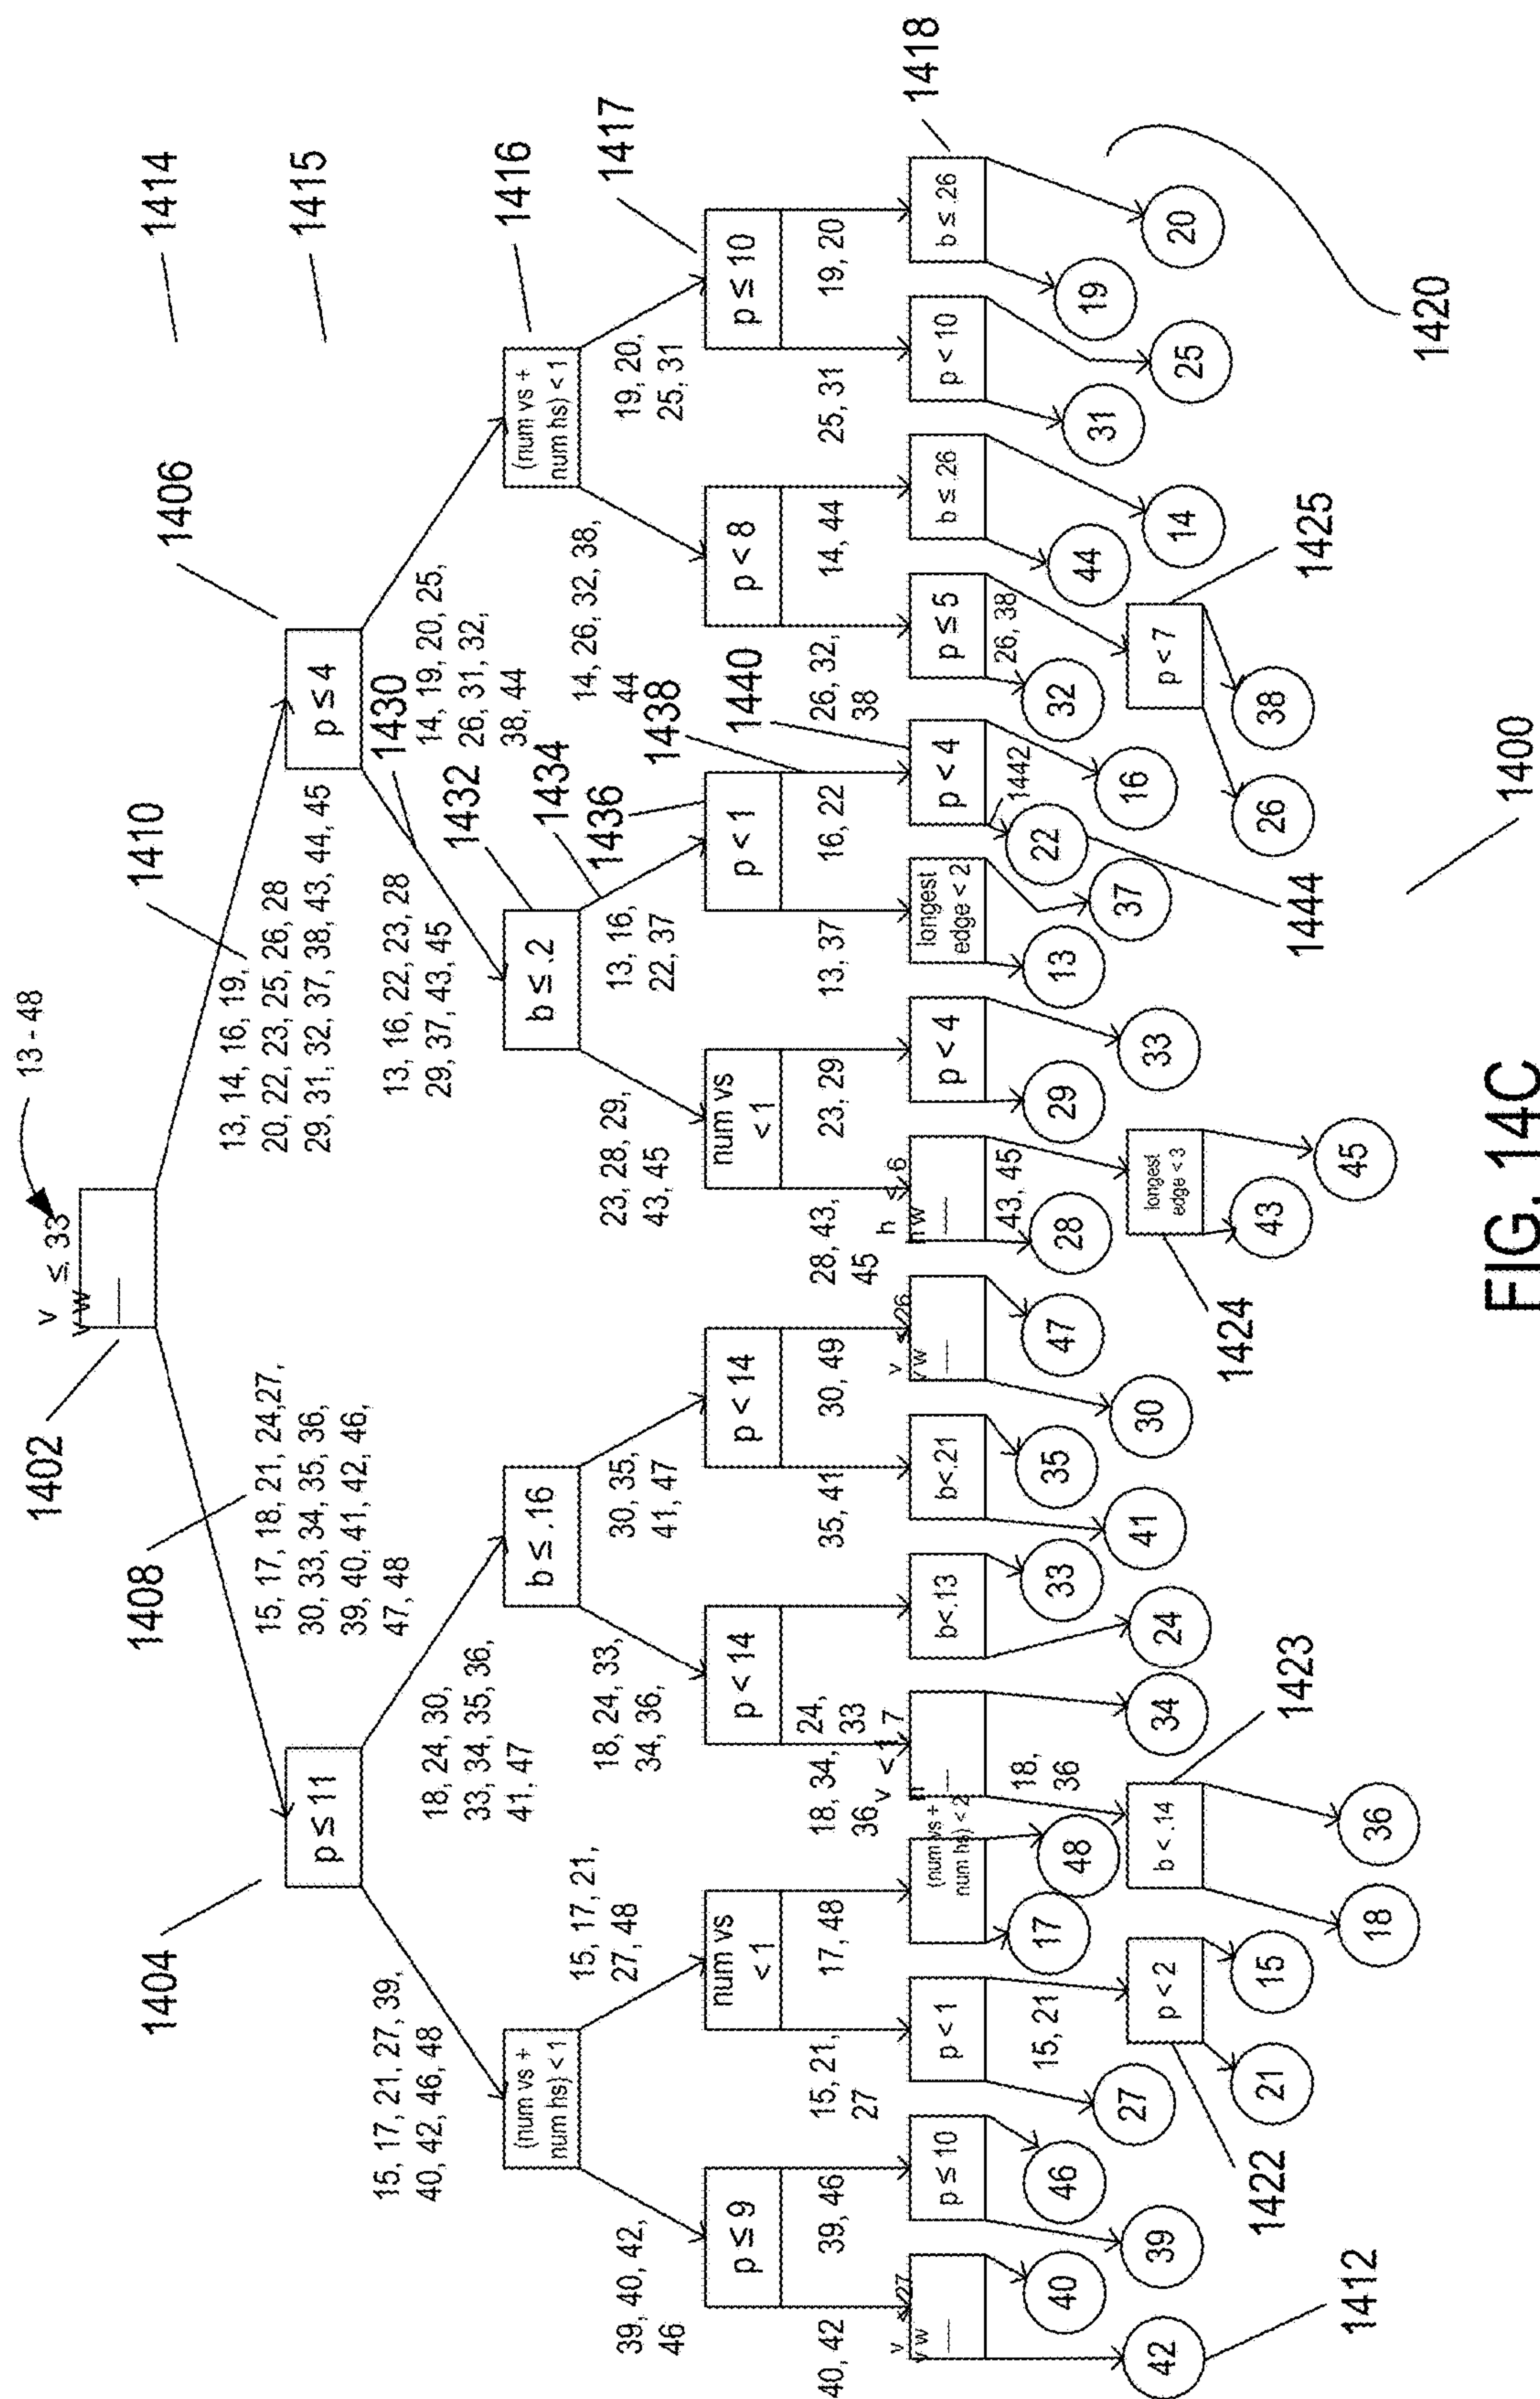 13 - 48
v
vw
≤ 33
1402
1408
15, 17, 18, 21, 24,27,
30, 33, 34, 35, 36,
39, 40, 41, 42, 46,
47, 48
1410
13, 14, 16, 19,
20, 22, 23, 25, 26, 28
29, 31, 32, 37, 38, 43, 44, 45
1414
1404
p ≤ 11
1406
p ≤ 4
1415
15, 17, 21, 27, 39,
40, 42, 46, 48
18, 24, 30,
33, 34, 35, 36,
41, 47
13, 16, 22, 23, 28
29, 37, 43, 45
1430
14, 19, 20, 25,
26, 31, 32,
38, 44
(num vs +
num hs) < 1
b ≤ .16
1432
b ≤ .2
(num vs +
num hs) < 1
1416
39, 40, 42,
46
15, 17, 21,
27, 48
18, 24, 33,
34, 36,
30, 35,
41, 47
23, 28, 29,
43, 45
13, 16,
22, 37
1434
14, 26, 32, 38,
44
19, 20,
25, 31
1436
1438
1417
p ≤ 9
num vs
< 1
p < 14
p < 14
num vs
< 1
p < 1
p < 8
p ≤ 10
40, 42
39, 46
15, 21,
27
17, 48
18, 34,
36
24,
33
35, 41
30, 49
28, 43,
45
23, 29
13, 37
16, 22
1440
26, 32,
38
14, 44
25, 31
19, 20
v
vw
≤ 27
p ≤ 10
p < 1
(num vs +
num hs) < 2
v
< 1.7
b<.13
b<.21
v
vw
≤ 26
h
hw
≤ 6
p < 4
longest
edge < 2
p < 4
p ≤ 5
b ≤ .26
p < 10
b ≤ .26
1418
15, 21
18,
36
43, 45
1442
26, 38
42
40
39
46
27
17
48
34
24
33
41
35
30
47
28
29
33
13
37
22
16
32
44
14
31
25
19
20
1412
1422
p < 2
21
15
1423
b < .14
18
36
1424
longest
edge < 3
43
45
1444
1425
p < 7
26
38
1420
1400
FIG. 14C